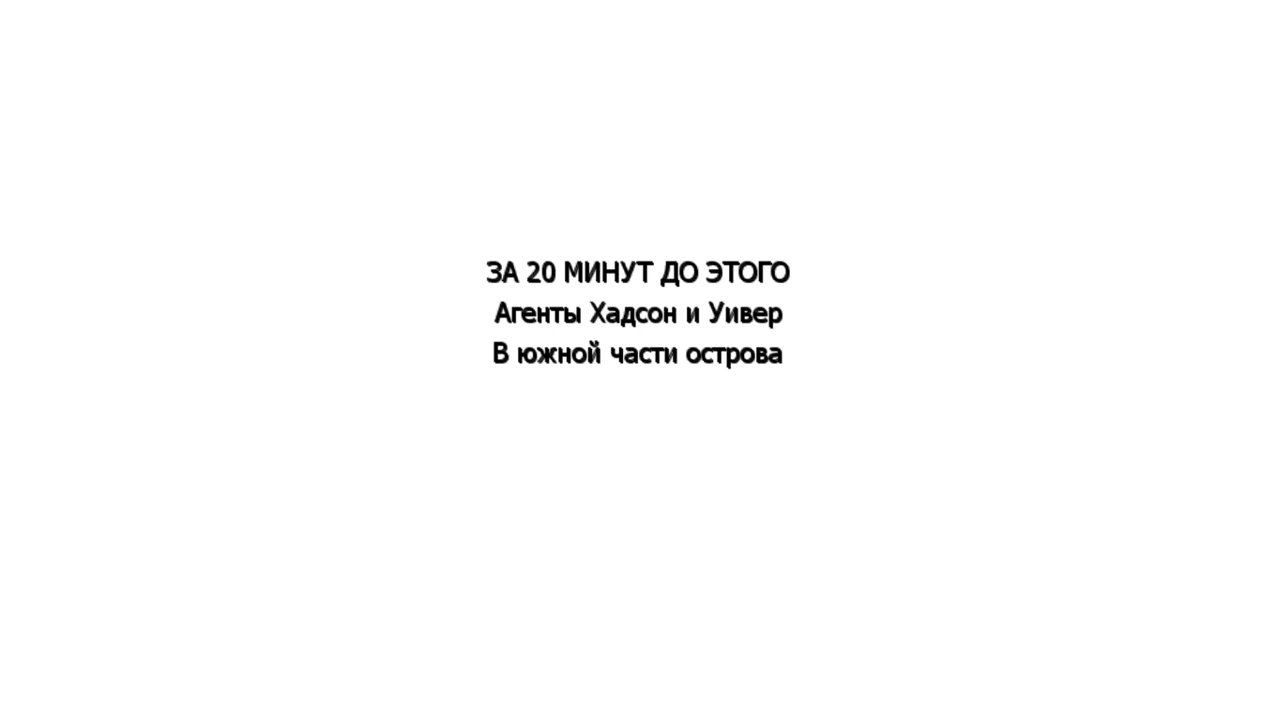 ЗА 20 МИНУТ ДО ЭТОГО
Агенты Хадсон и Уивер
В южной части острова